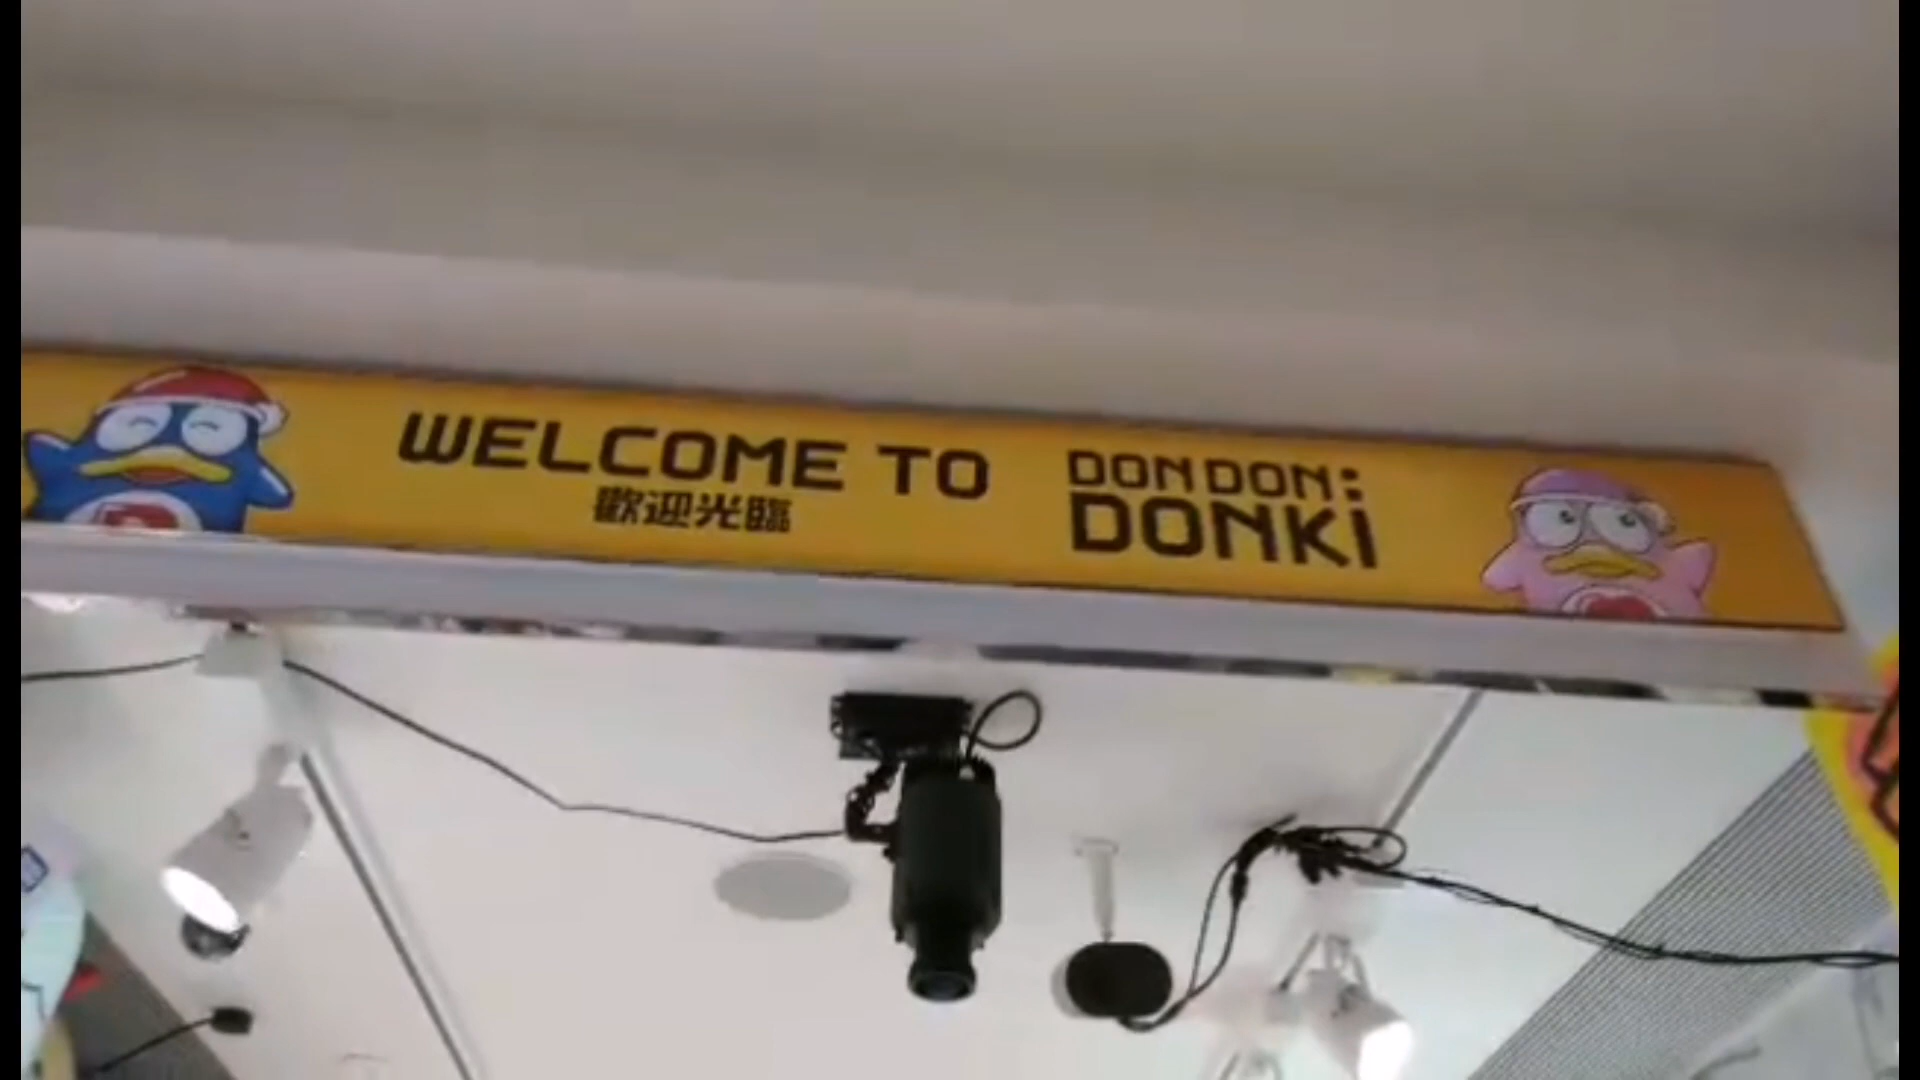 WELCOME TO
歡迎光臨
DON DON:
DONKi